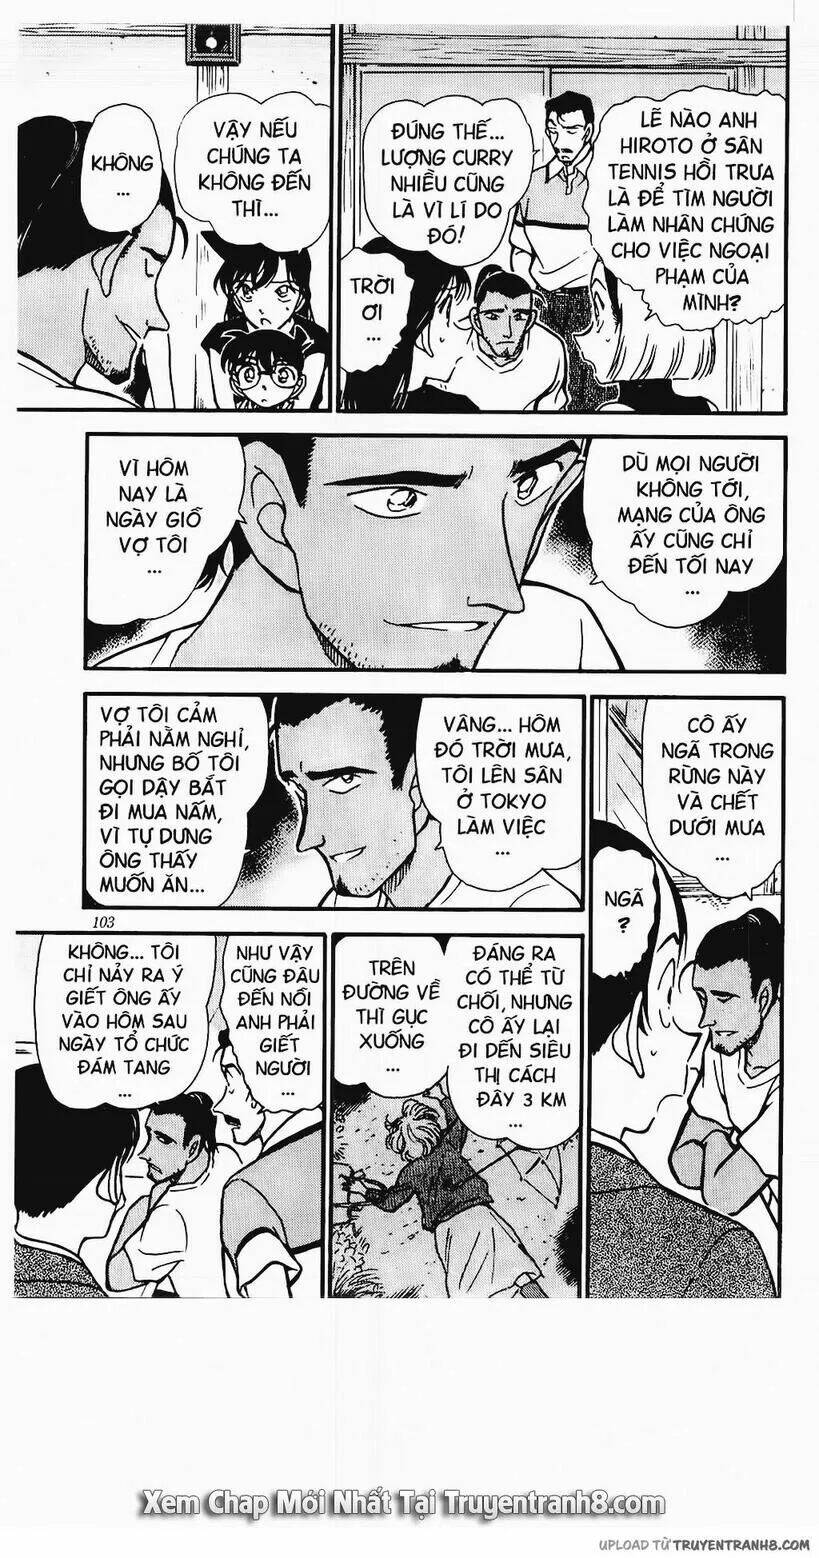 LẼ NÀO ANH
HIROTO Ở SÂN
TENNIS HỒI TRƯA
LÀ ĐỂ TÌM NGƯỜI
LÀM NHÂN CHỨNG
CHO VIỆC NGOẠI
PHẠM CỦA
MÌNH?
ĐÚNG THẾ...
LƯỢNG CURRY
NHIỀU CŨNG
LÀ VÌ LÍ DO
ĐÓ!
TRỜI
ƠI
...
VẬY NẾU
CHÚNG TA
KHÔNG ĐẾN
THÌ...
KHÔNG
...
DÙ MỌI NGƯỜI
KHÔNG TỚI,
MẠNG CỦA ÔNG
ẤY CŨNG CHỈ
ĐẾN TỐI NAY
...
VÌ HÔM
NAY LÀ
NGÀY GIỖ
VỢ TÔI
...
CÔ ẤY
NGÃ TRONG
RỪNG NÀY
VÀ CHẾT
DƯỚI MƯA
...
NGÃ
?
VÂNG... HÔM
ĐÓ TRỜI MƯA,
TÔI LÊN SÂN
Ở TOKYO
LÀM VIỆC
...
VỢ TÔI CẢM
PHẢI NẰM NGHỈ,
NHƯNG BỐ TÔI
GỌI DẬY BẮT
ĐI MUA NẤM,
VÌ TỰ DƯNG
ÔNG THẤY
MUỐN ĂN...
103
ĐÁNG RA
CÓ THỂ TỪ
CHỐI, NHƯNG
CÔ ẤY LẠI
ĐI DẾN SIÊU
THỊ CÁCH
ĐÂY 3 KM
...
TRÊN
ĐƯỜNG VỀ
THÌ GỤC
XUỐNG
...
NHƯ VẬY
CŨNG ĐÂU
ĐẾN NỖI
ANH PHẢI
GIẾT
NGƯỜI
...
KHÔNG... TÔI
CHỈ NẢY RA Ý
GIẾT ÔNG ẤY
VÀO HÔM SAU
NGÀY TỔ CHỨC
ĐÁM TANG
...
Xem Chap Mới Nhất Tại Truyentranh8.com
UPLOAD TỪ TRUYENTRANH8.COM